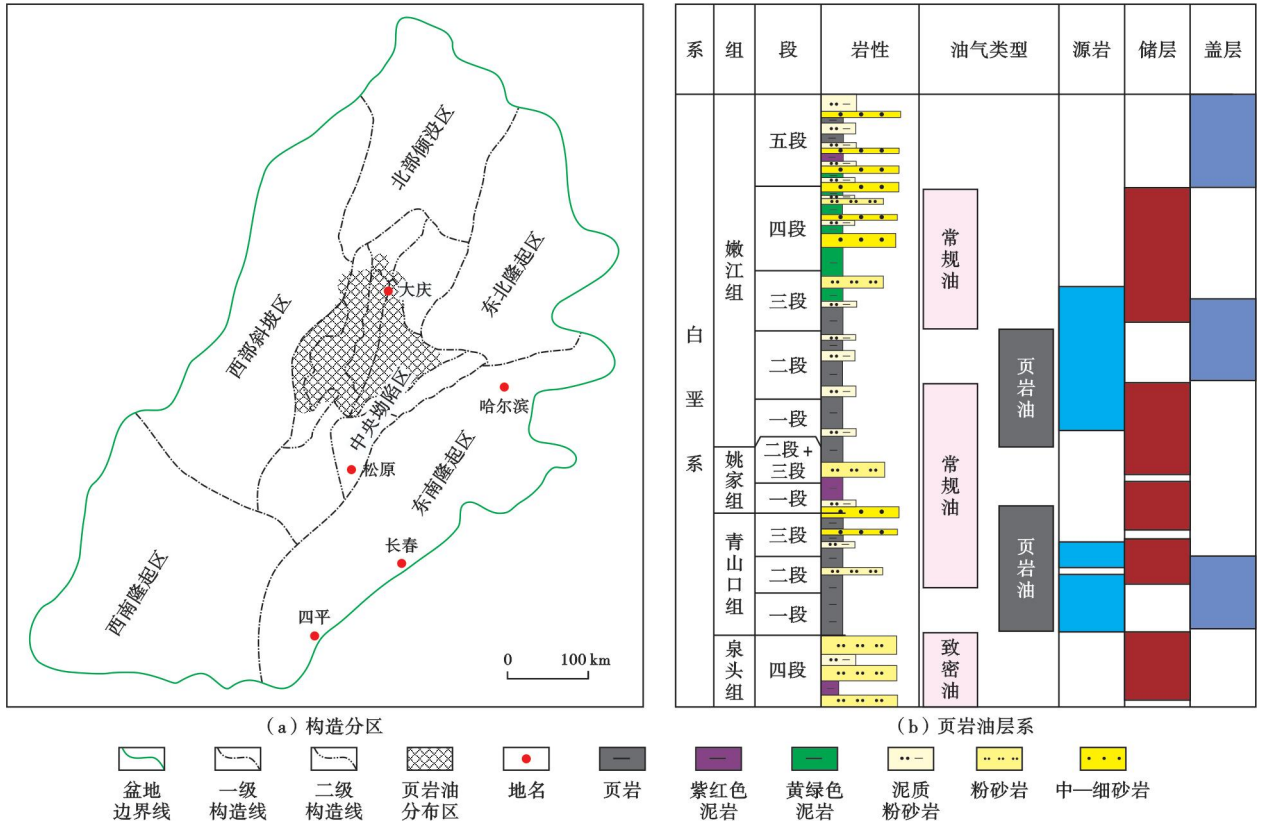 北部倾没区
西部斜坡区
大庆
东北隆起区
中央坳陷区
哈尔滨
松原
东南隆起区
长春
西南隆起区
四平
0 100 km
(a)构造分区
系 组 段 岩性 油气类型 源岩 储层 盖层
白垩系
嫩江组
五段
四段
三段
二段
一段
姚家组
二段+
三段
一段
青山口组
三段
二段
一段
泉头组
四段
常规油
页岩油
常规油
页岩油
致密油
(b)页岩油层系
盆地
边界线
一级
构造线
二级
构造线
页岩油
分布区
地名
页岩
紫红色
泥岩
黄绿色
泥岩
泥质
粉砂岩
粉砂岩
中—细砂岩